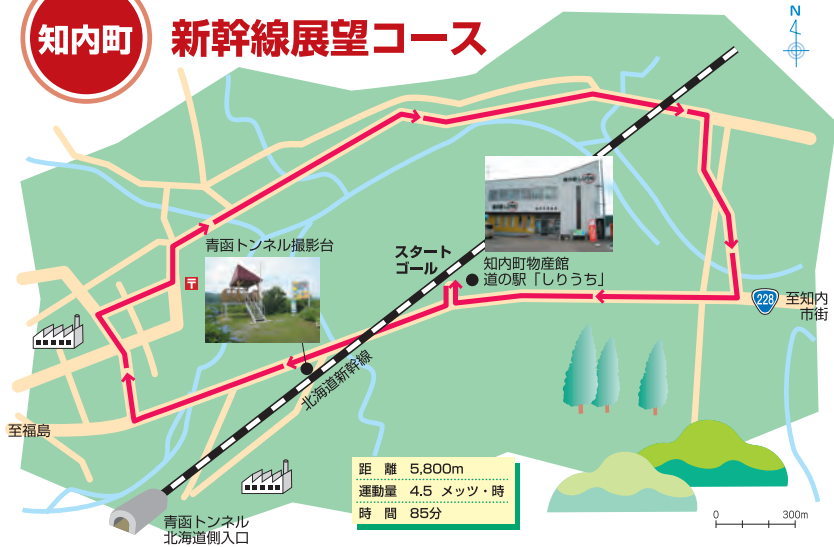 知内町
新幹線展望コース
N
青函トンネル撮影台
スタート
ゴール
知内町物産館
道の駅「しりうち」
228
至知内
市街
北海道新幹線
至福島
距離 5,800m
運動量 4.5 メッツ・時
時間 85分
0 300m
青函トンネル
北海道側入口